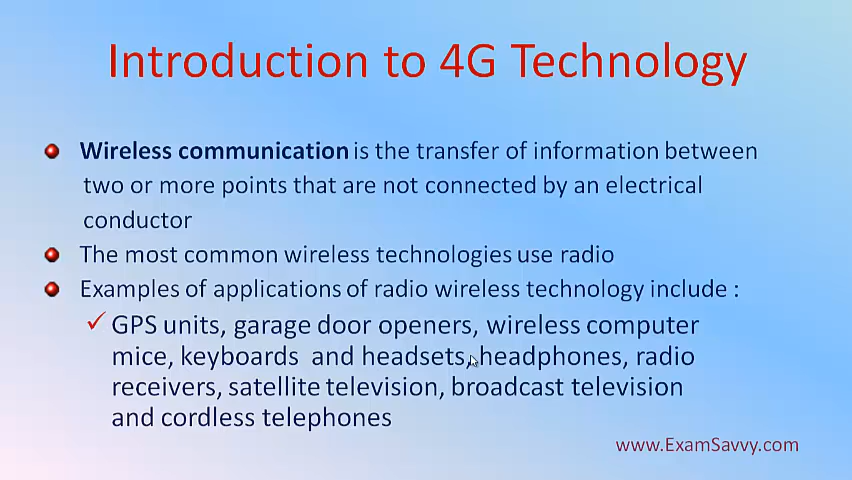 Introduction to 4G Technology
Wireless communication is the transfer of information between
two or more points that are not connected by an electrical
conductor
The most common wireless technologies use radio
Examples of applications of radio wireless technology include :
GPS units, garage door openers, wireless computer
mice, keyboards and headsets, headphones, radio
receivers, satellite television, broadcast television
and cordless telephones
www.ExamSavvy.com